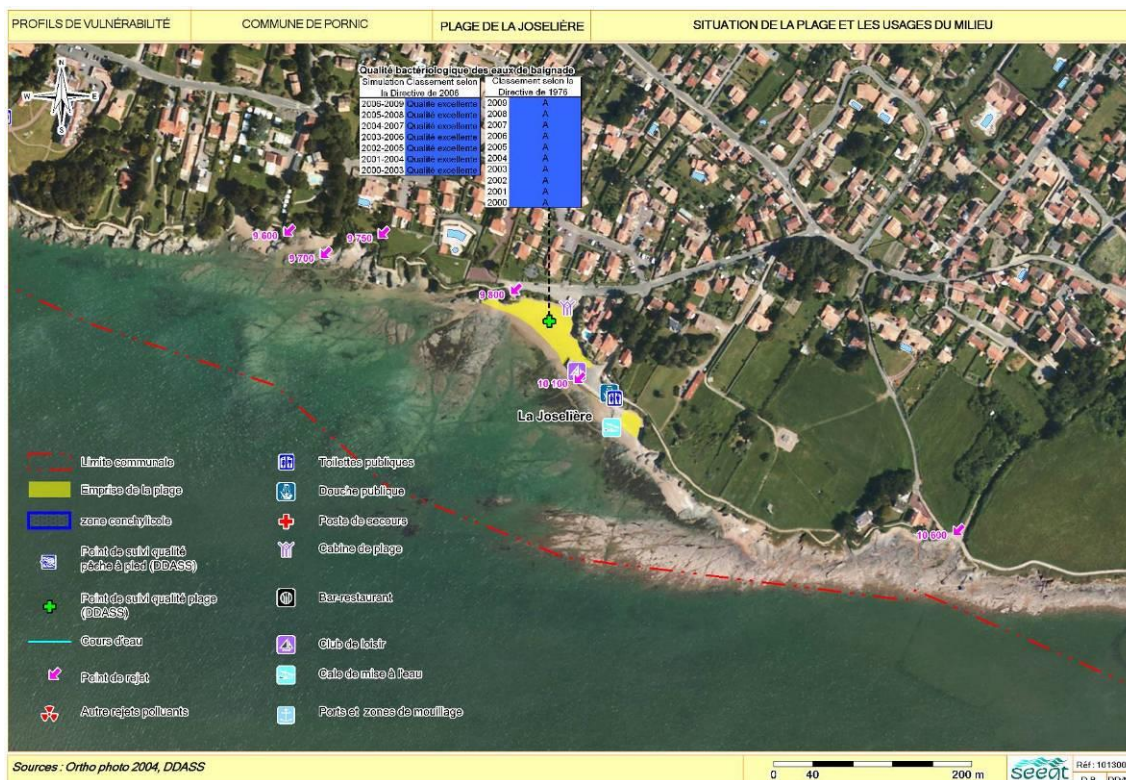 PROFILS DE VULNÉRABILITÉ
COMMUNE DE PORNIC
PLAGE DE LA JOSELIÈRE
SITUATION DE LA PLAGE ET LES USAGES DU MILIEU
N
W E
S
Qualité bactériologique des eaux de baignade
Simulation Classement selon
la Directive de 2006
2006-2009 Qualité excellente
2005-2008 Qualité excellente
2004-2007 Qualité excellente
2003-2006 Qualité excellente
2002-2005 Qualité excellente
2001-2004 Qualité excellente
2000-2003 Qualité excellente
Classement selon la
Directive de 1976
2009 A
2008 A
2007 A
2006 A
2005 A
2004 A
2003 A
2002 A
2001 A
2000 A
9 600
9 700
9 750
9 800
10 100
La Joselière
10 600
Limite communale
Emprise de la plage
zone conchylicole
Point de suivi qualité
pêche à pied (DDASS)
Point de suivi qualité plage
(DDASS)
Cours d'eau
Point de rejet
Autre rejets polluants
Toilettes publiques
Douche publique
Poste de secours
Cabine de plage
Bar-restaurant
Club de loisir
Cale de mise à l'eau
Ports et zones de mouillage
Sources : Ortho photo 2004, DDASS
0 40 200 m
seegt
Réf : 101300